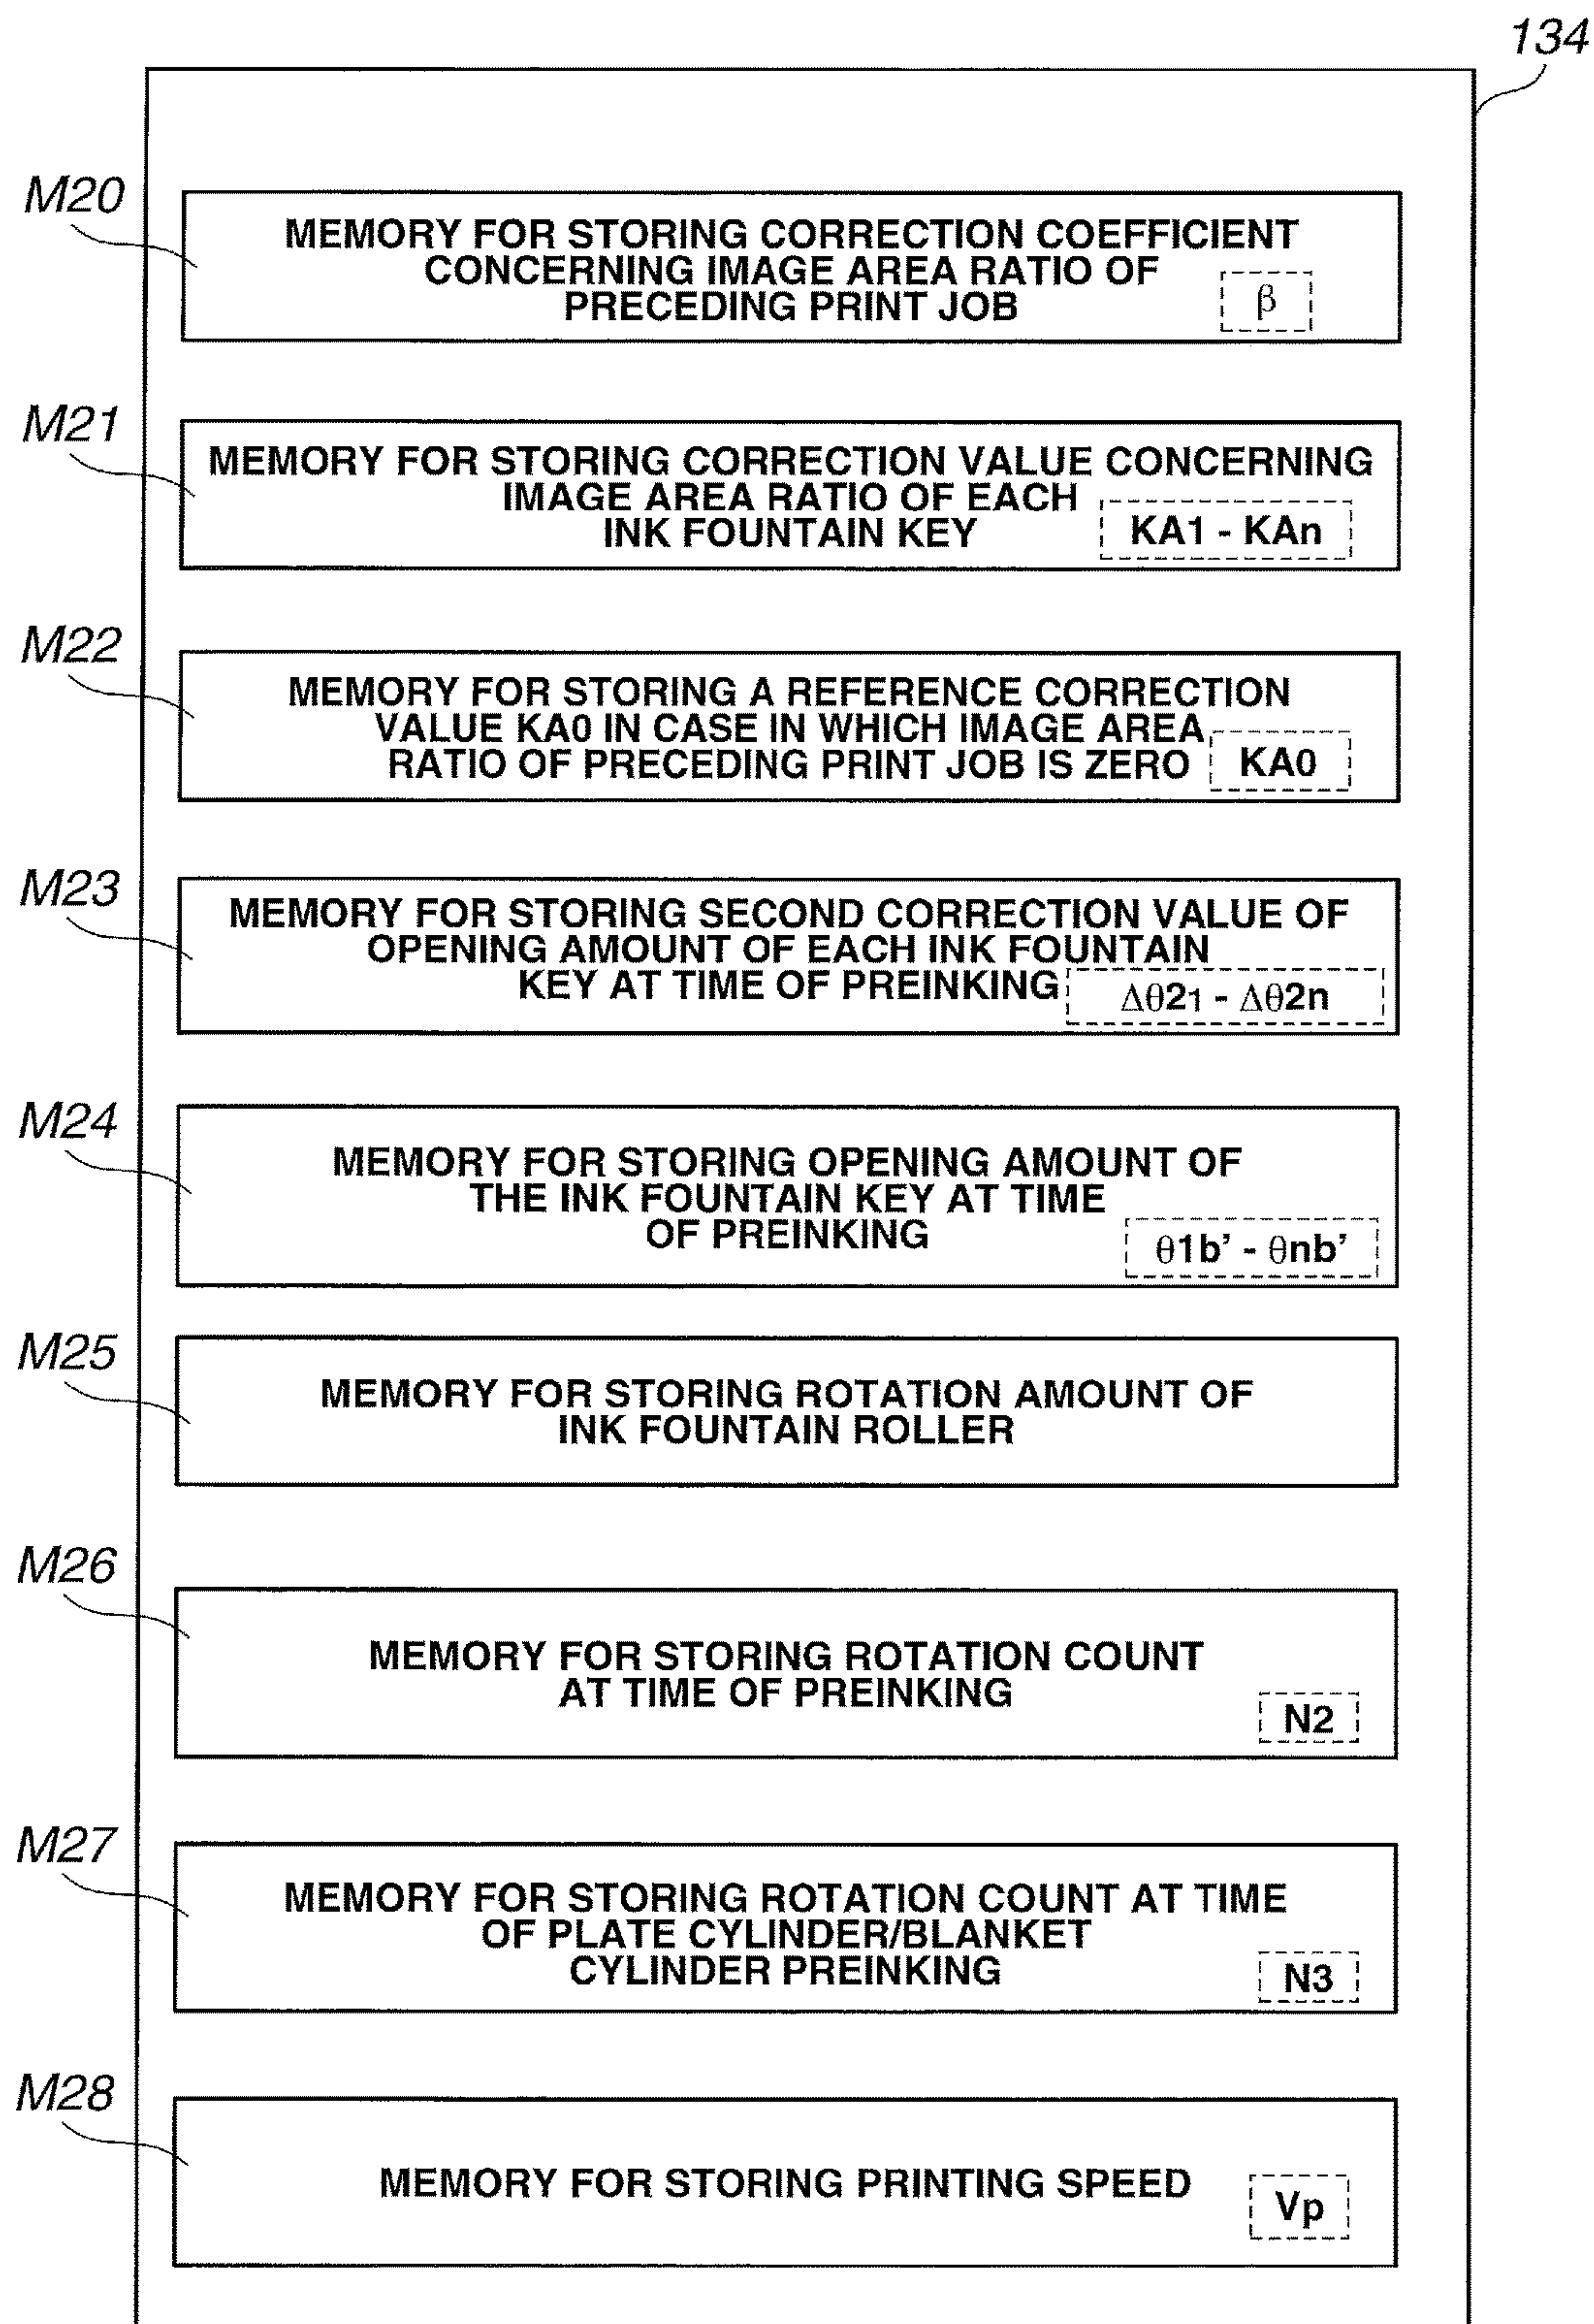 134
M20
MEMORY FOR STORING CORRECTION COEFFICIENT
CONCERNING IMAGE AREA RATIO OF
PRECEDING PRINT JOB
β
M21
MEMORY FOR STORING CORRECTION VALUE CONCERNING
IMAGE AREA RATIO OF EACH
INK FOUNTAIN KEY
KA1 - KAn
M22
MEMORY FOR STORING A REFERENCE CORRECTION
VALUE KA0 IN CASE IN WHICH IMAGE AREA
RATIO OF PRECEDING PRINT JOB IS ZERO
KA0
M23
MEMORY FOR STORING SECOND CORRECTION VALUE OF
OPENING AMOUNT OF EACH INK FOUNTAIN
KEY AT TIME OF PREINKING
Δθ21 - Δθ2n
M24
MEMORY FOR STORING OPENING AMOUNT OF
THE INK FOUNTAIN KEY AT TIME
OF PREINKING
θ1b' - θnb'
M25
MEMORY FOR STORING ROTATION AMOUNT OF
INK FOUNTAIN ROLLER
M26
MEMORY FOR STORING ROTATION COUNT
AT TIME OF PREINKING
N2
M27
MEMORY FOR STORING ROTATION COUNT AT TIME
OF PLATE CYLINDER/BLANKET
CYLINDER PREINKING
N3
M28
MEMORY FOR STORING PRINTING SPEED
Vp